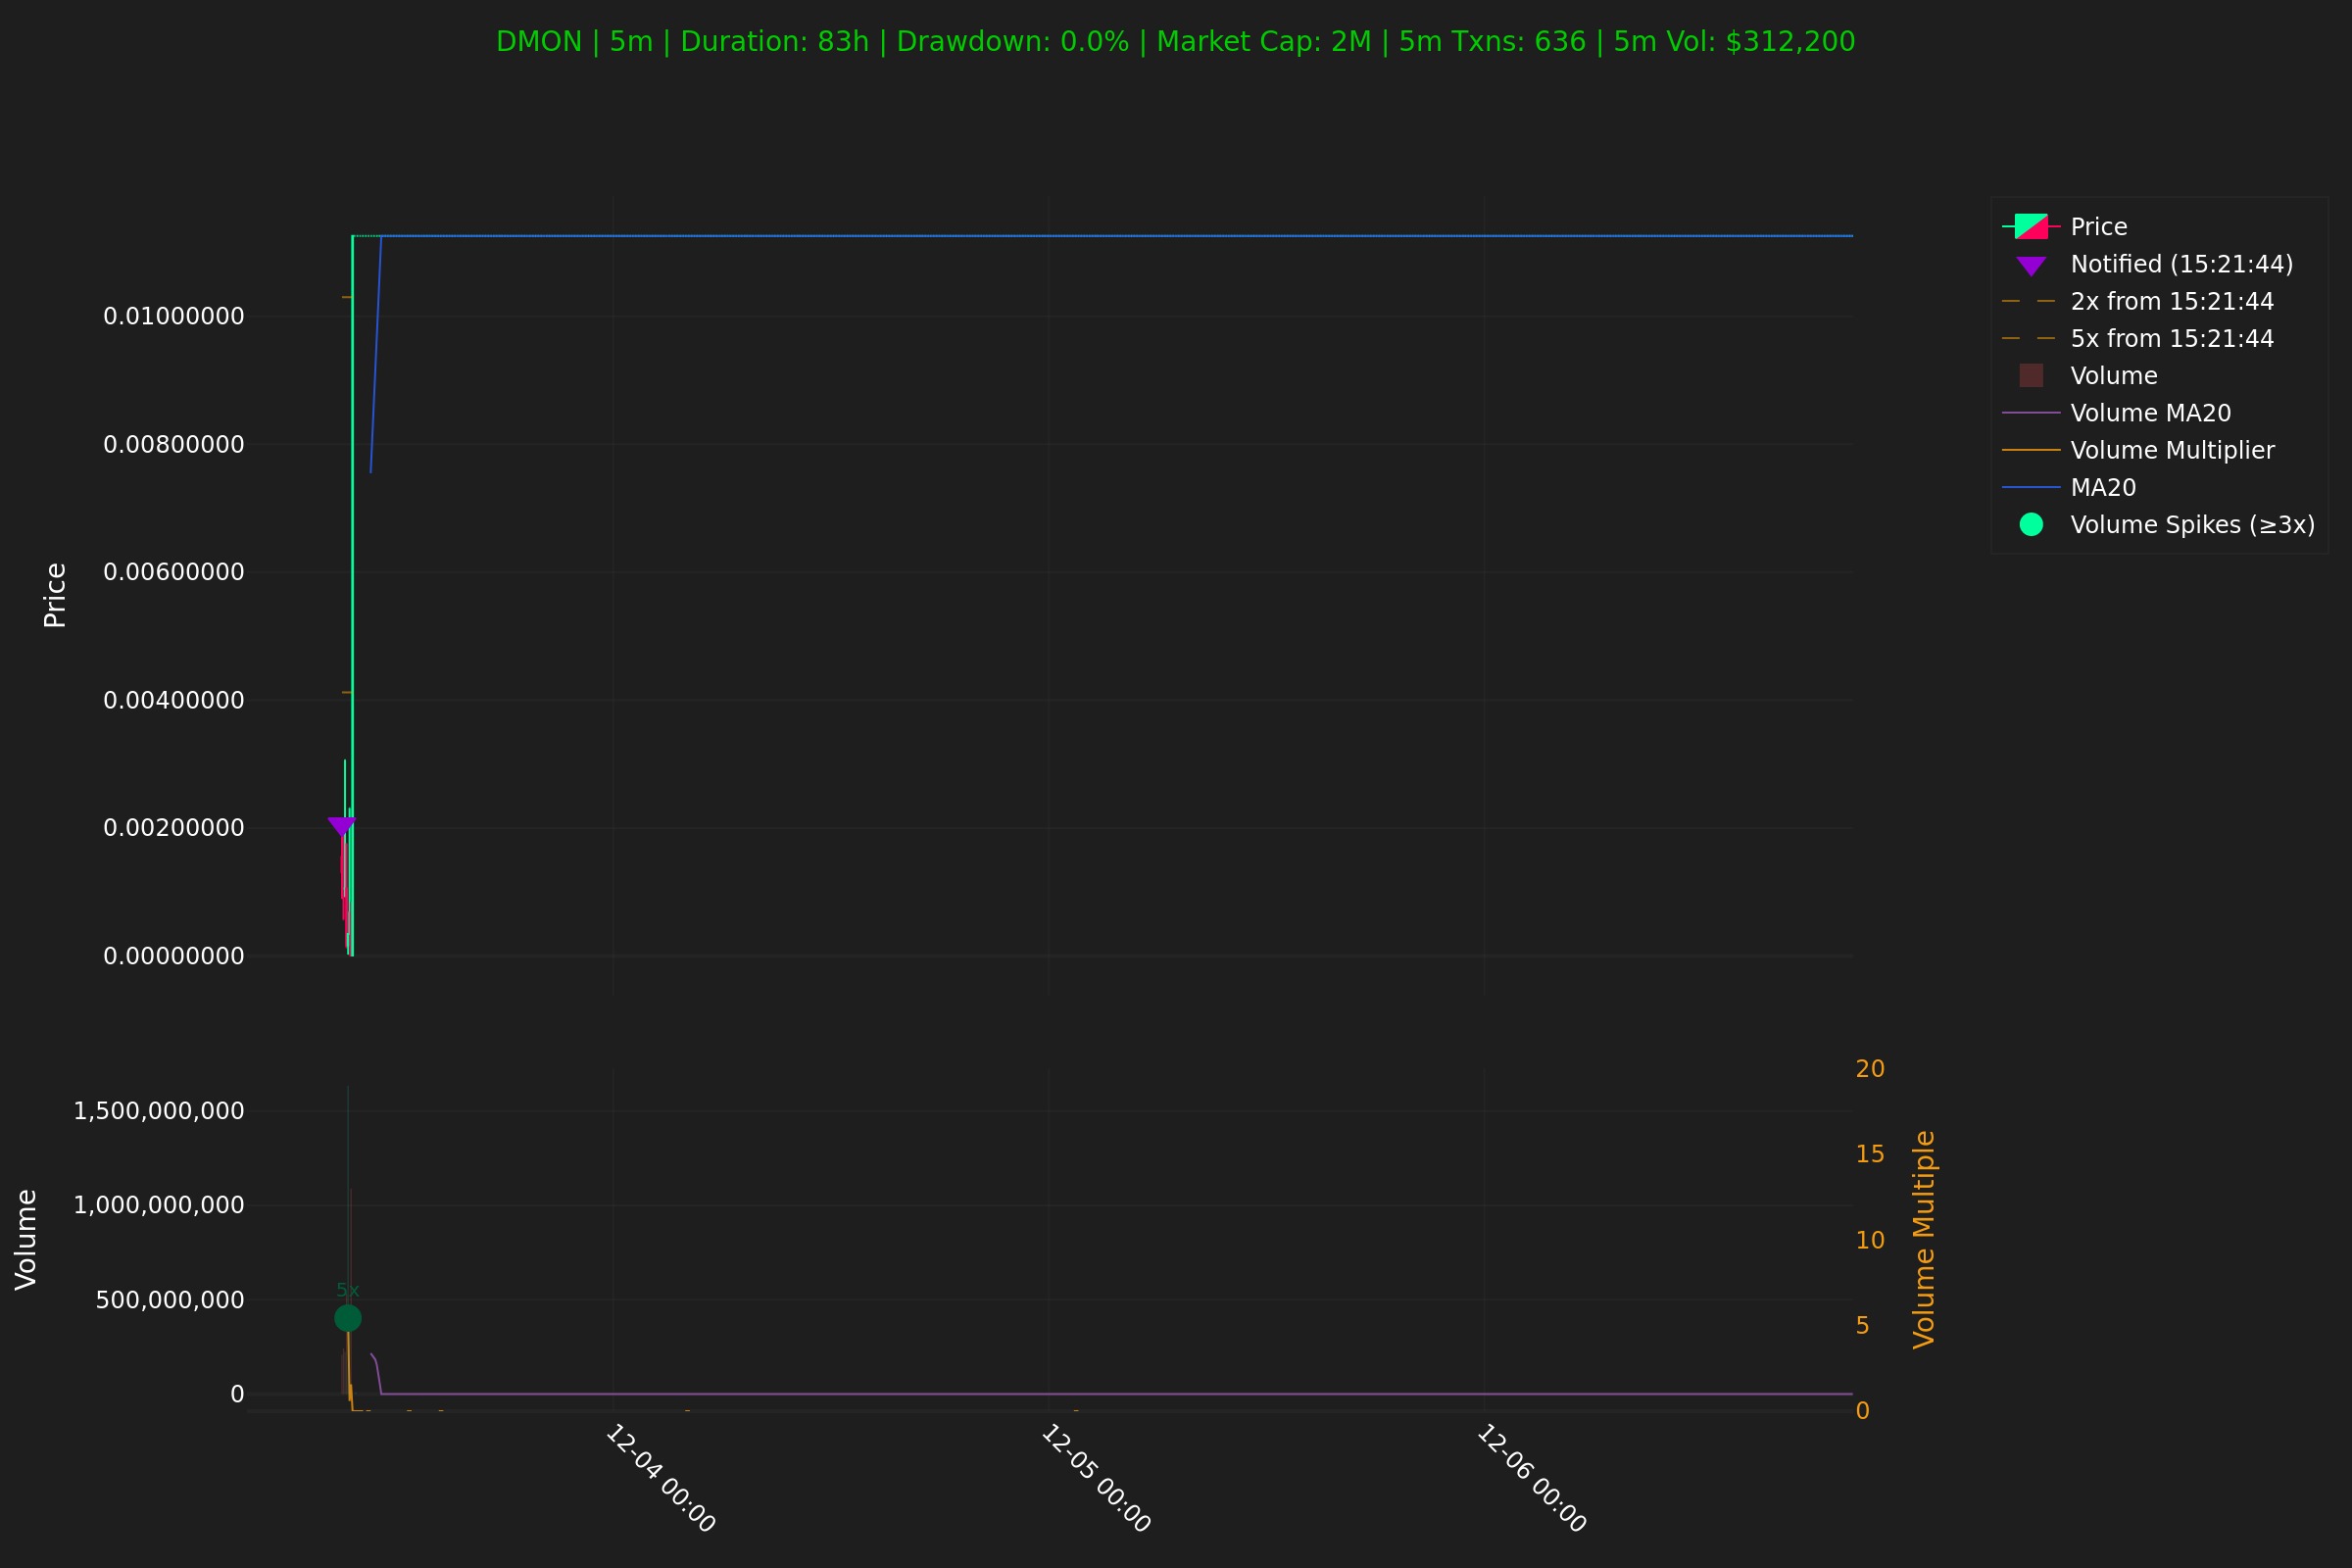 DMON | 5m | Duration: 83h | Drawdown: 0.0% | Market Cap: 2M | 5m Txns: 636 | 5m Vol: $312,200
Price
0.01000000
0.00800000
0.00600000
0.00400000
0.00200000
0.00000000
Price
Notified (15:21:44)
2x from 15:21:44
5x from 15:21:44
Volume
Volume MA20
Volume Multiplier
MA20
Volume Spikes (≥3x)
Volume
1,500,000,000
1,000,000,000
500,000,000
0
5x
20
15
10
5
0
Volume Multiple
12-04 00:00
12-05 00:00
12-06 00:00